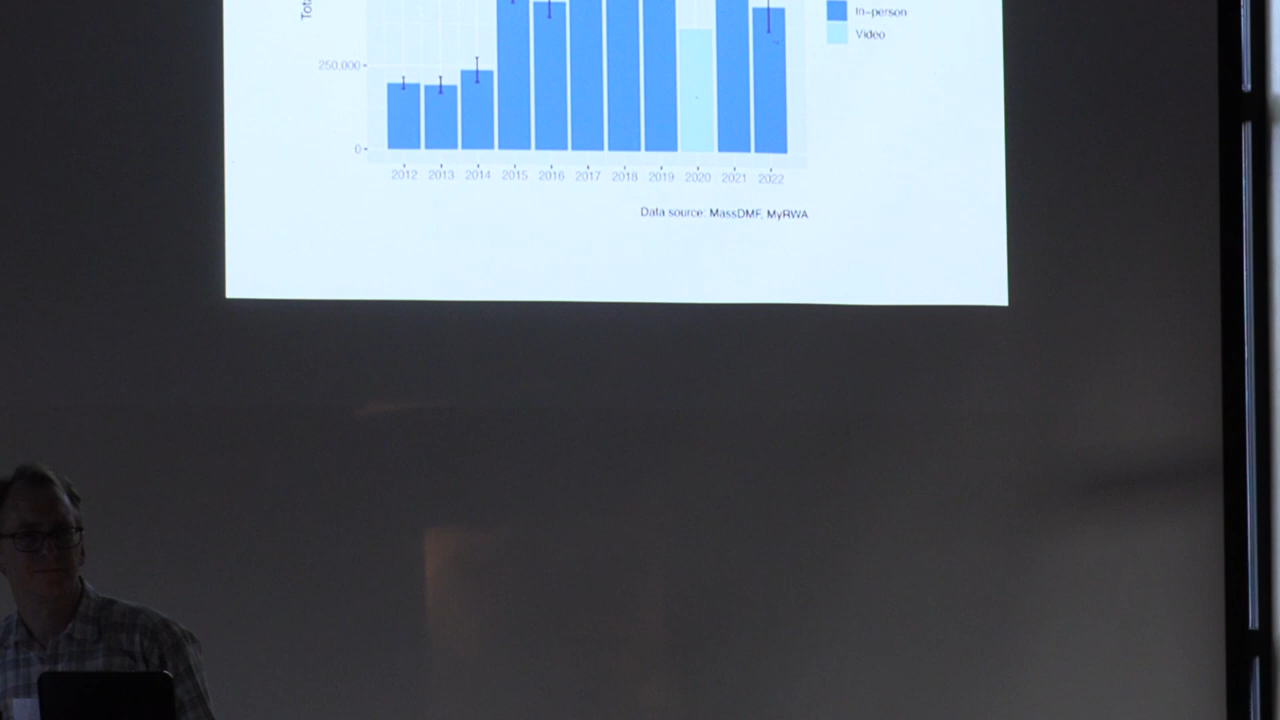 Tot
In-person
Video
250,000
0
2012 2013 2014 2015 2016 2017 2018 2019 2020 2021 2022
Data source: MassDMF, MyRWA